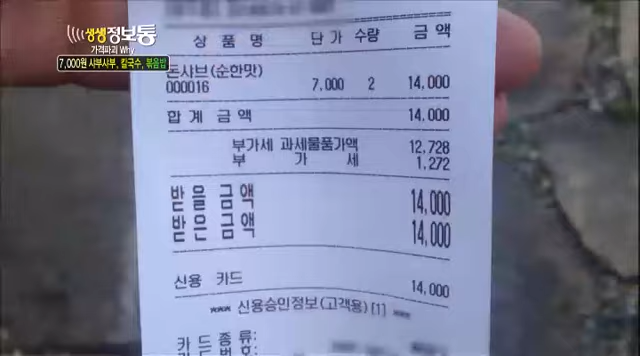 생생정보통
가격파괴 Why
7,000원 샤부샤부, 칼국수, 볶음밥
상 품 명 단 가 수량 금 액
돈샤브(순한맛)
000016 7,000 2 14,000
합 계 금 액 14,000
부가세 과세물품가액 12,728
부 가 세 1,272
받 을 금 액 14,000
받 은 금 액 14,000
신용 카드 14,000
*** 신용승인정보(고객용)[1] ***
카 드 종 류: